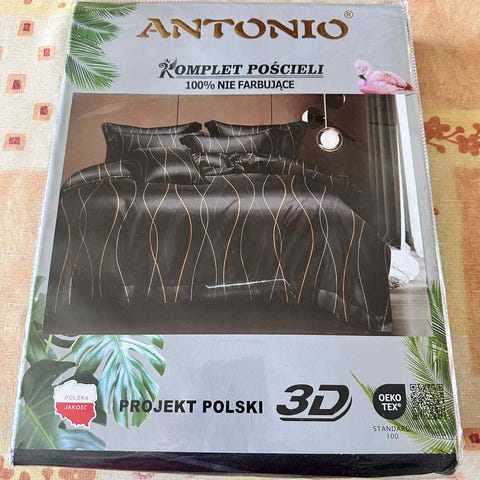 ANTONIO®
KOMPLET POŚCIELI
100% NIE FARBUJĄCE
POLSKA
JAKOŚĆ
PROJEKT POLSKI
3D
OEKO
TEX®
STANDARD
100